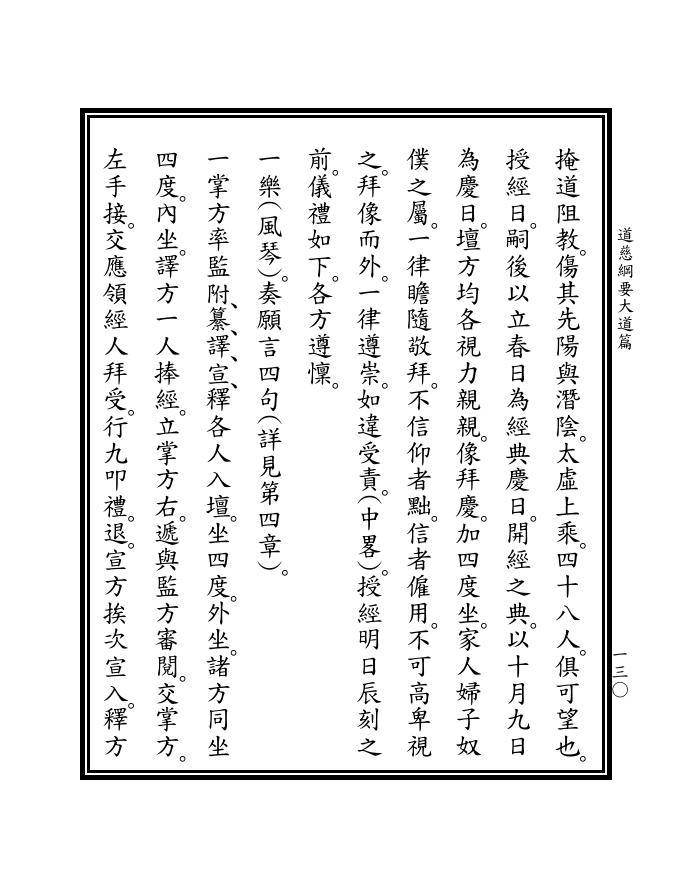 道慈綱要大道篇
一三〇
掩道阻教。傷其先陽與潛陰。太虛上乘。四十八人。俱可望也。
授經日。嗣後以立春日為經典慶日。開經之典。以十月九日
為慶日。壇方均各視力親親。像拜慶。加四度坐。家人婦子奴
僕之屬。一律瞻隨敬拜。不信仰者黜。信者僱用。不可高卑視
之。拜像而外。一律遵崇。如違受責。(中畧)。授經明日辰刻之
前。儀禮如下。各方遵懍。
一樂(風琴)。奏願言四句(詳見第四章)。
一掌方率監附、纂、譯、宣、釋各人入壇。坐四度。外坐。諸方同坐
四度。內坐。譯方一人捧經。立掌方右。遞與監方審閱。交掌方。
左手接。交應領經人拜受。行九叩禮。退。宣方挨次宣入。釋方